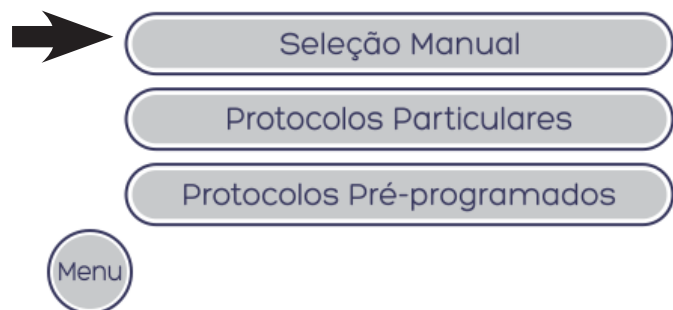 Seleção Manual
Protocolos Particulares
Protocolos Pré-programados
Menu